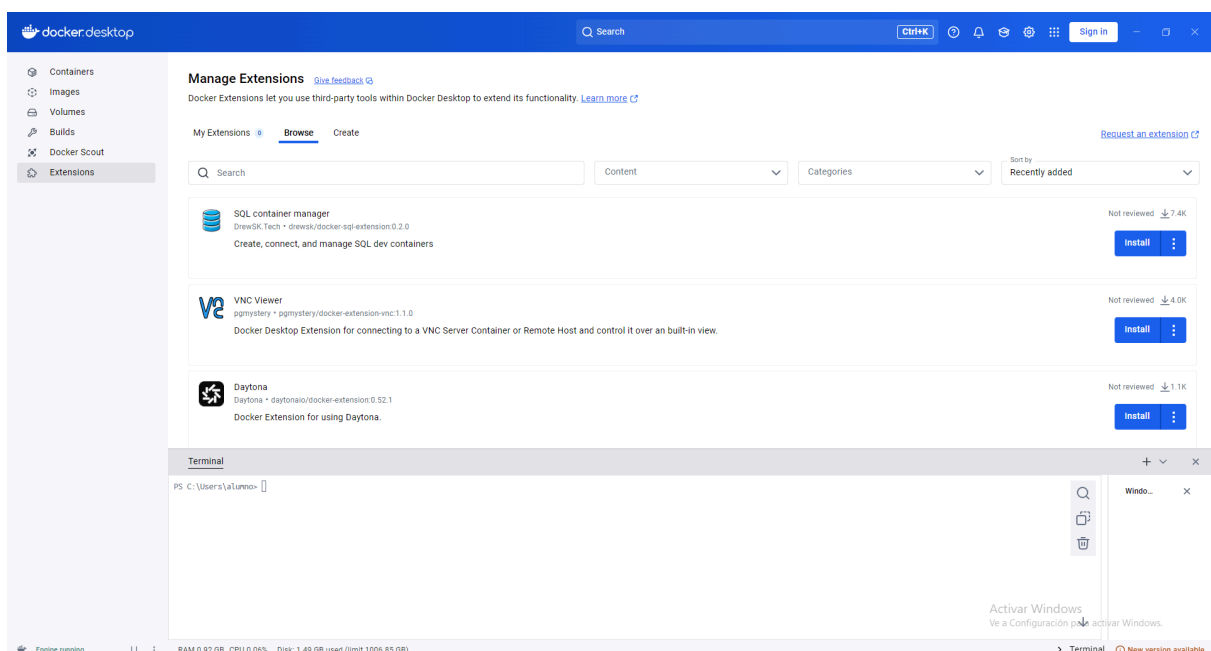 docker.desktop
Search
Ctrl+K
Sign in
Containers
Images
Volumes
Builds
Docker Scout
Extensions
Manage Extensions Give feedback
Docker Extensions let you use third-party tools within Docker Desktop to extend its functionality. Learn more
My Extensions 0 Browse Create
Request an extension
Search
Content
Categories
Sort by
Recently added
SQL container manager
DrewSK.Tech • drewsk/docker-sql-extension:0.2.0
Create, connect, and manage SQL dev containers
Not reviewed 7.4K
Install
VNC Viewer
pgmystery • pgmystery/docker-extension-vnc:1.1.0
Docker Desktop Extension for connecting to a VNC Server Container or Remote Host and control it over an built-in view.
Not reviewed 4.0K
Install
Daytona
Daytona • daytonaio/docker-extension:0.52.1
Docker Extension for using Daytona.
Not reviewed 1.1K
Install
Terminal
PS C:\Users\alumno>
Windo...
Activar Windows
Ve a Configuración para activar Windows.
Engine running
RAM 0.92 GB CPU 0.06% Disk: 1.49 GB used (limit 1006.85 GB)
Terminal
New version available